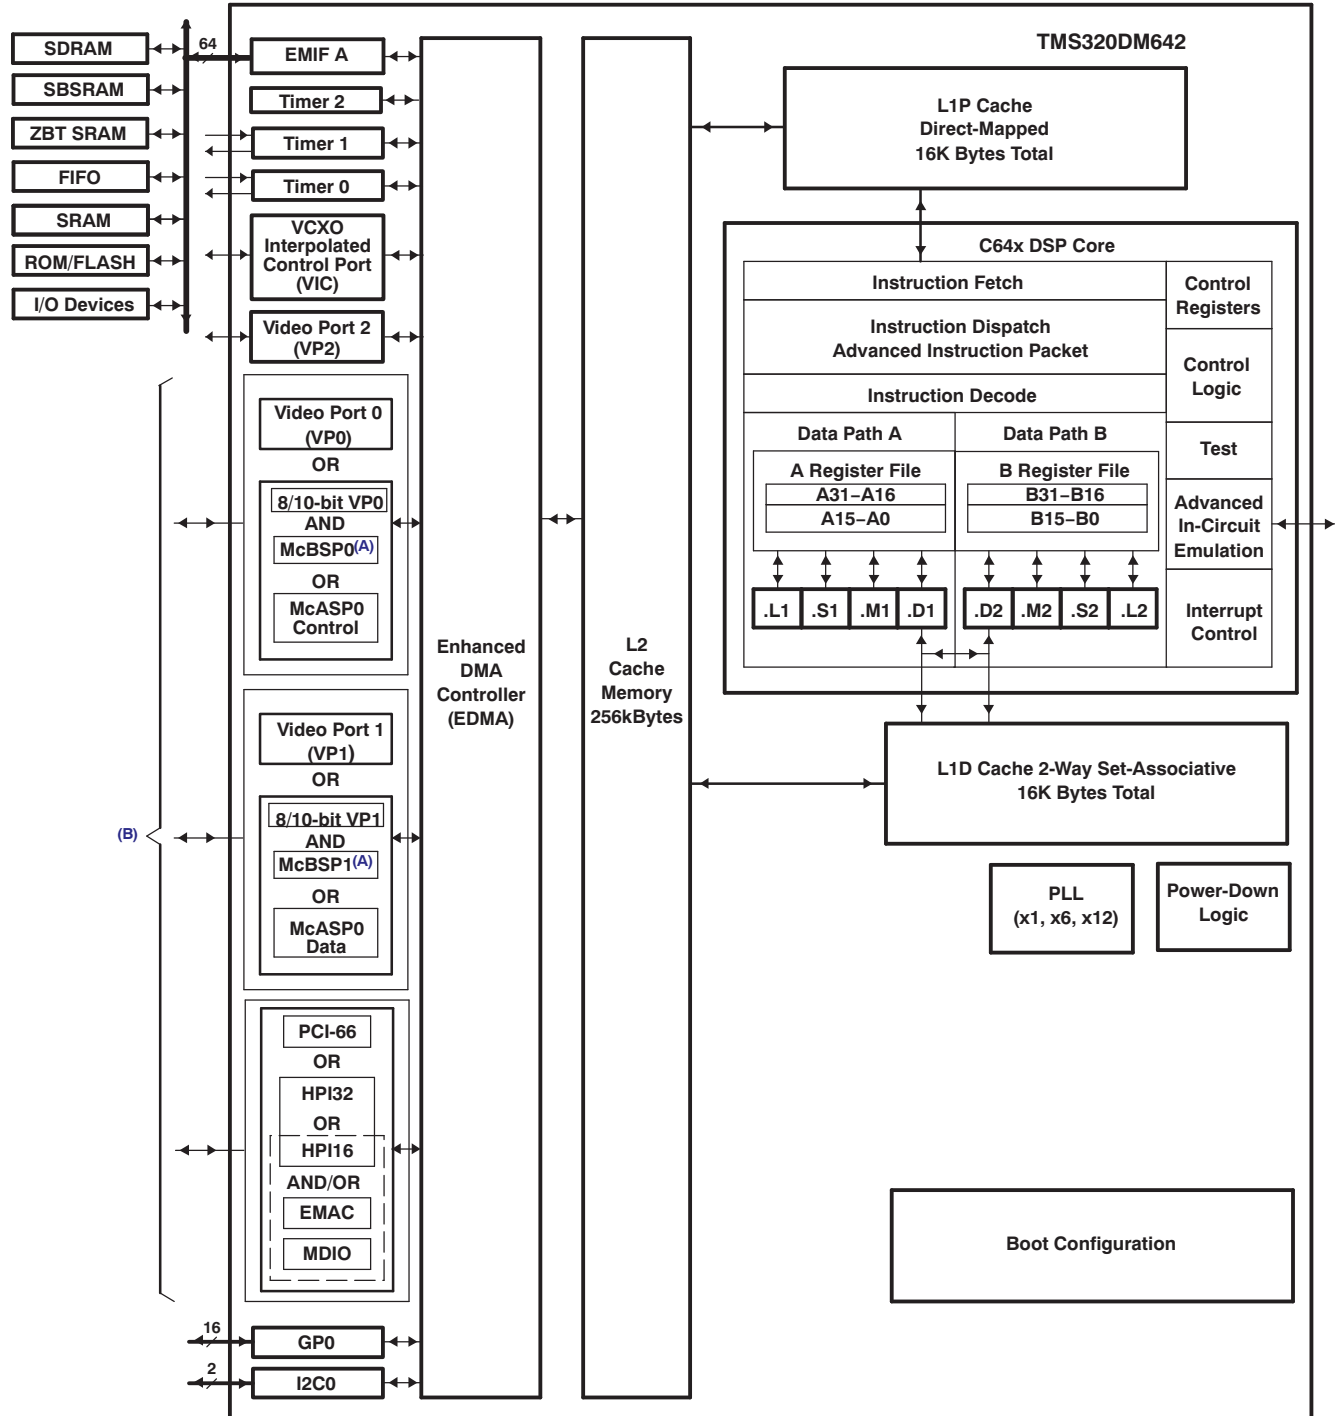 TMS320DM642
SDRAM
SBSRAM
ZBT SRAM
FIFO
SRAM
ROM/FLASH
I/O Devices
64
EMIF A
Timer 2
Timer 1
Timer 0
VCXO
Interpolated
Control Port
(VIC)
Video Port 2
(VP2)
Video Port 0
(VP0)
OR
8/10-bit VP0
AND
McBSP0(A)
OR
McASP0
Control
Video Port 1
(VP1)
OR
8/10-bit VP1
AND
McBSP1(A)
OR
McASP0
Data
(B)
PCI-66
OR
HPI32
OR
HPI16
AND/OR
EMAC
MDIO
16
GP0
2
I2C0
Enhanced
DMA
Controller
(EDMA)
L2
Cache
Memory
256kBytes
L1P Cache
Direct-Mapped
16K Bytes Total
C64x DSP Core
Instruction Fetch
Instruction Dispatch
Advanced Instruction Packet
Instruction Decode
Data Path A
A Register File
A31−A16
A15−A0
Data Path B
B Register File
B31−B16
B15−B0
.L1 .S1 .M1 .D1
.D2 .M2 .S2 .L2
Control
Registers
Control
Logic
Test
Advanced
In-Circuit
Emulation
Interrupt
Control
L1D Cache 2-Way Set-Associative
16K Bytes Total
PLL
(x1, x6, x12)
Power-Down
Logic
Boot Configuration